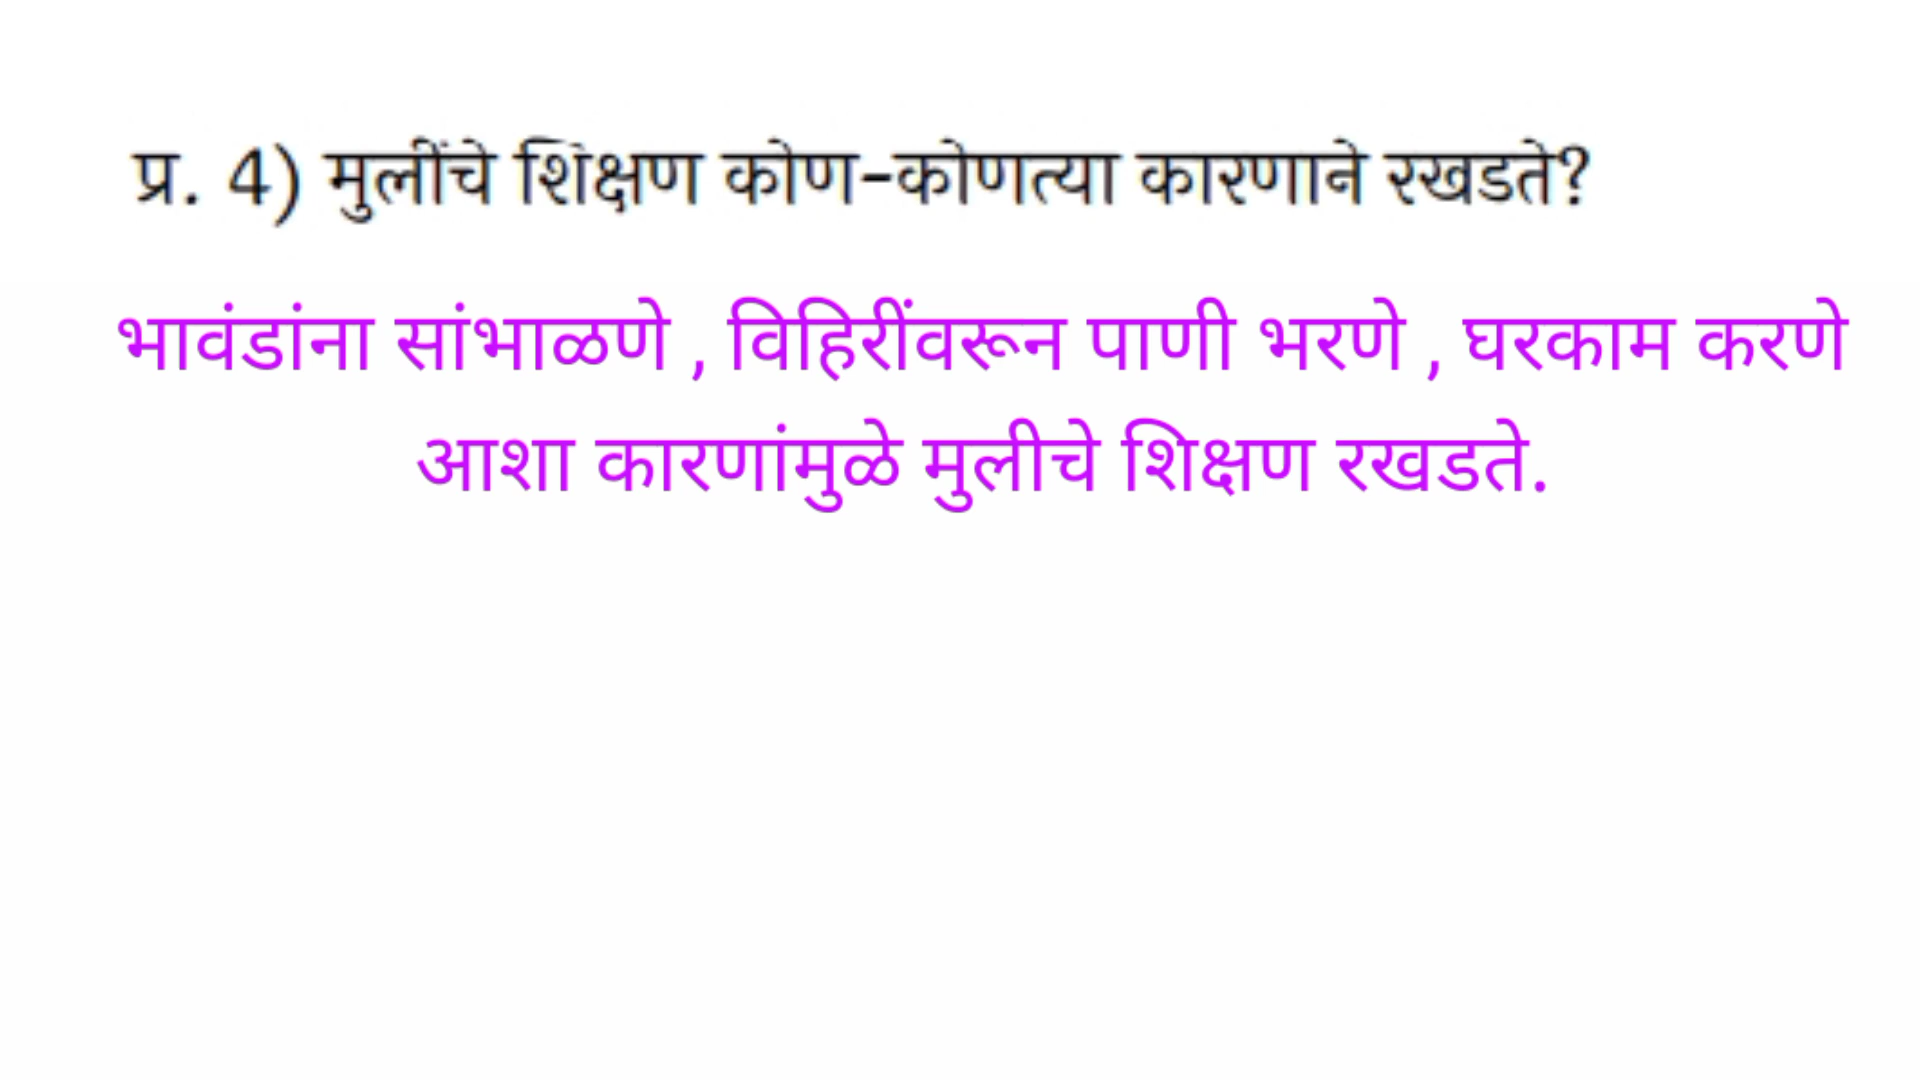 प्र. 4) मुलींचे शिक्षण कोण-कोणत्या कारणाने रखडते?
भावंडांना सांभाळणे , विहिरींवरून पाणी भरणे , घरकाम करणे
आशा कारणांमुळे मुलीचे शिक्षण रखडते.